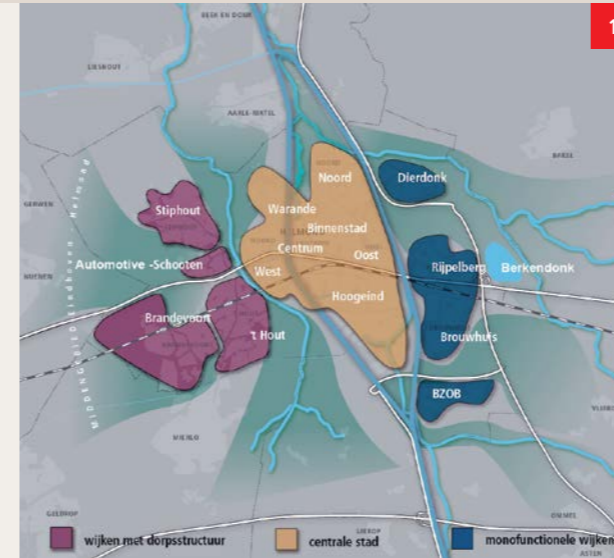 BEEK EN DONK
1
LIESHOUT
AARLE-RIXTEL
BAKEL
GERWEN
Noord
Dierdonk
Stiphout
Warande
Binnenstad
Centrum
Oost
Automotive -Schooten
West
Rijpelberg
Berkendonk
NUENEN
Hoogeind
Brandevoort
't Hout
Brouwhuis
MIDDENGEBIED Eindhoven Helmond
BZOB
MIERLO
GELDROP
LIEROP
OMMEL
ASTEN
wijken met dorpsstructuur
centrale stad
monofunctionele wijken